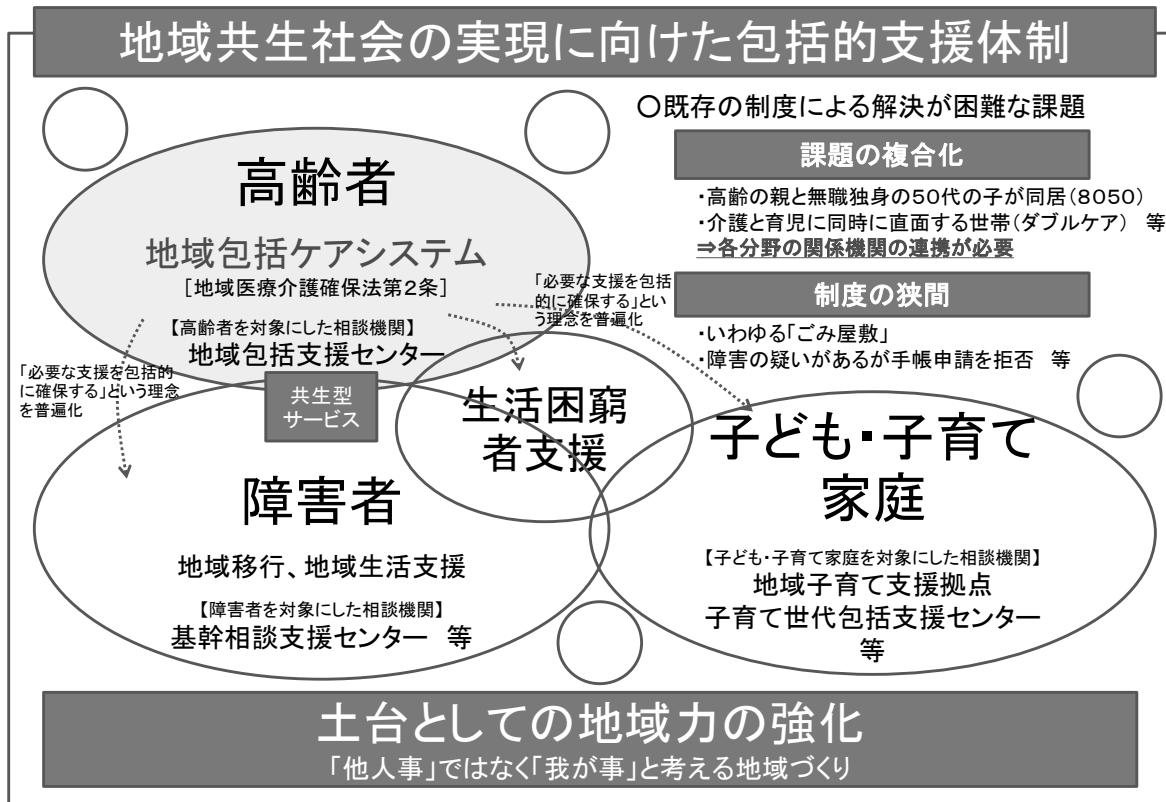 地域共生社会の実現に向けた包括的支援体制
○既存の制度による解決が困難な課題
課題の複合化
・高齢の親と無職独身の50代の子が同居(8050)
・介護と育児に同時に直面する世帯(ダブルケア) 等
⇒各分野の関係機関の連携が必要
制度の狭間
・いわゆる「ごみ屋敷」
・障害の疑いがあるが手帳申請を拒否 等
高齢者
地域包括ケアシステム
[地域医療介護確保法第2条]
【高齢者を対象にした相談機関】
地域包括支援センター
「必要な支援を包括
的に確保する」とい
う理念を普遍化
「必要な支援を包括的
に確保する」という理念
を普遍化
共生型
サービス
生活困窮
者支援
障害者
地域移行、地域生活支援
【障害者を対象にした相談機関】
基幹相談支援センター 等
子ども・子育て
家庭
【子ども・子育て家庭を対象にした相談機関】
地域子育て支援拠点
子育て世代包括支援センター
等
土台としての地域力の強化
「他人事」ではなく「我が事」と考える地域づくり